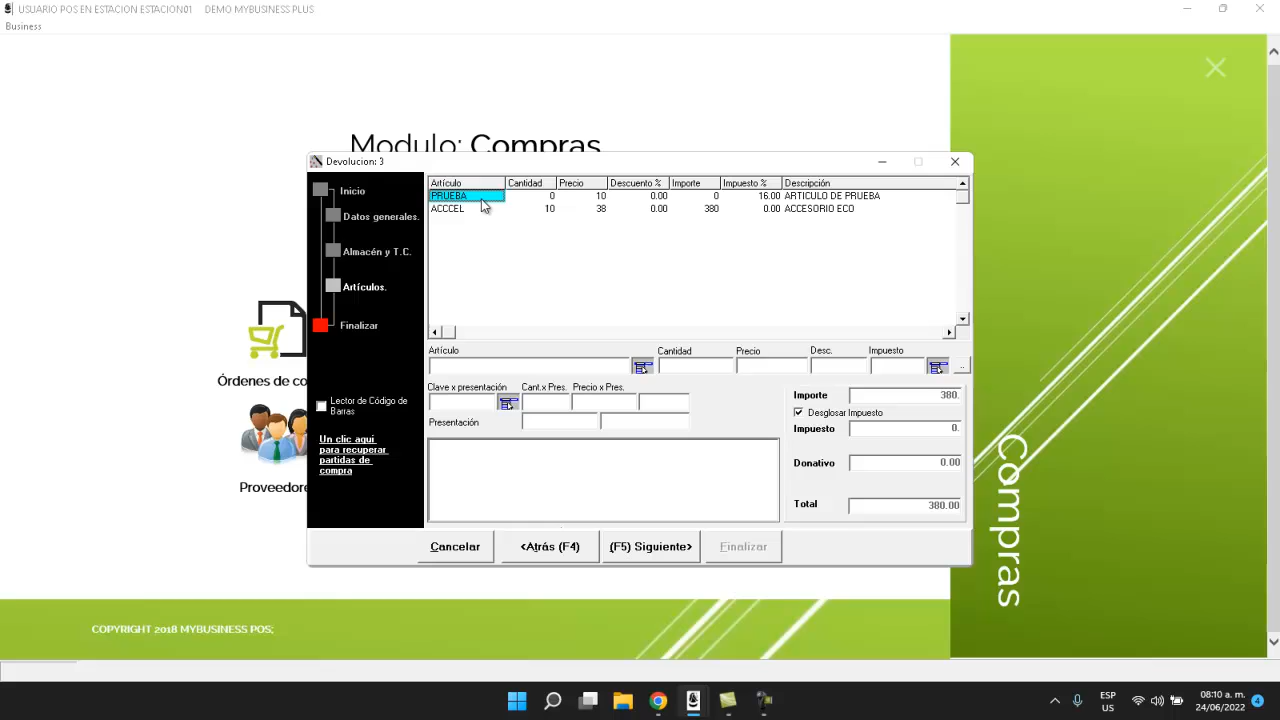 USUARIO POS EN ESTACION ESTACION01 DEMO MYBUSINESS PLUS
Business
Modulo: Compras
Devolucion: 3
Inicio
Datos generales.
Almacén y T.C.
Artículos.
Finalizar
Lector de Código de
Barras
Un clic aqui
para recuperar
partidas de
compra
Artículo Cantidad Precio Descuento % Importe Impuesto % Descripción
PRUEBA 0 10 0.00 0 16.00 ARTICULO DE PRUEBA
ACCCEL 10 38 0.00 380 0.00 ACCESORIO ECO
Artículo Cantidad Precio Desc. Impuesto
..
Clave x presentación Cant.x Pres. Precio x Pres.
Presentación
Importe 380.
Desglosar Impuesto
Impuesto 0.
Donativo 0.00
Total 380.00
Cancelar <Atrás (F4) (F5) Siguiente> Finalizar
Órdenes de co
Proveedore
Compras
COPYRIGHT 2018 MYBUSINESS POS;
ESP
US
08:10 a. m.
24/06/2022
4